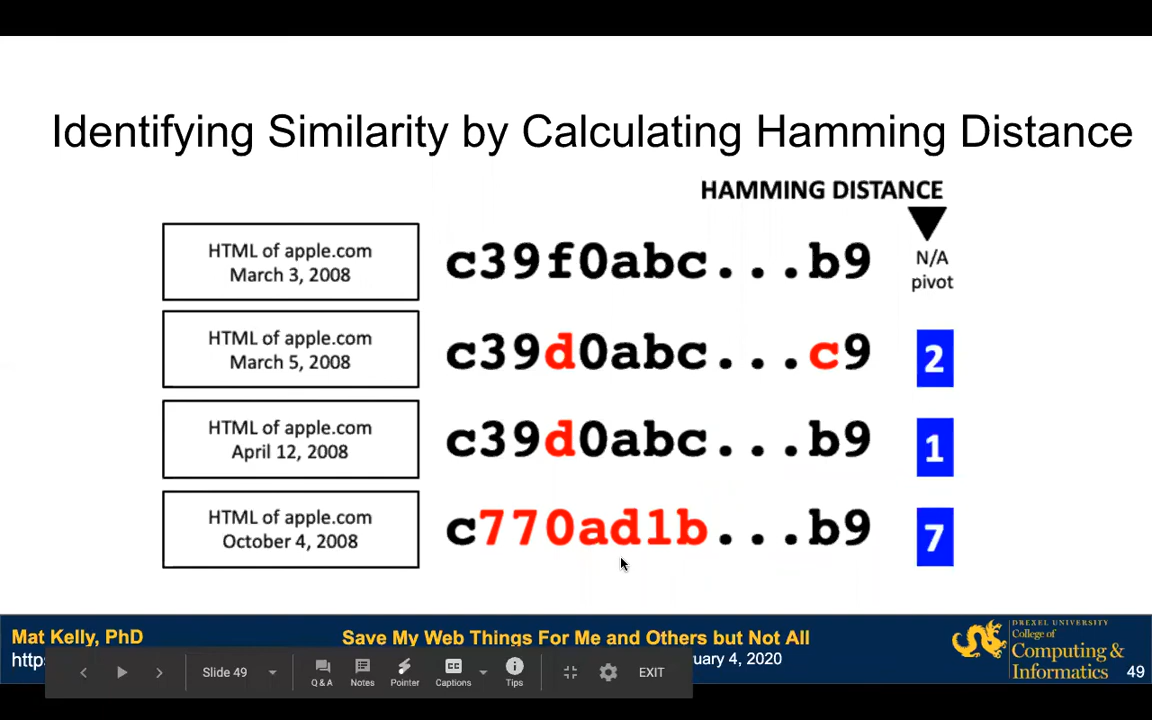 Identifying Similarity by Calculating Hamming Distance
HAMMING DISTANCE
HTML of apple.com
March 3, 2008
c39f0abc...b9
N/A
pivot
HTML of apple.com
March 5, 2008
c39d0abc...c9
2
HTML of apple.com
April 12, 2008
c39d0abc...b9
1
HTML of apple.com
October 4, 2008
c770ad1b...b9
7
Mat Kelly, PhD
Save My Web Things For Me and Others but Not All
DREXEL UNIVERSITY
College of
Computing &
Informatics
49
4, 2020
Slide 49
Q&A
Notes
Pointer
Captions
CC
Tips
EXIT